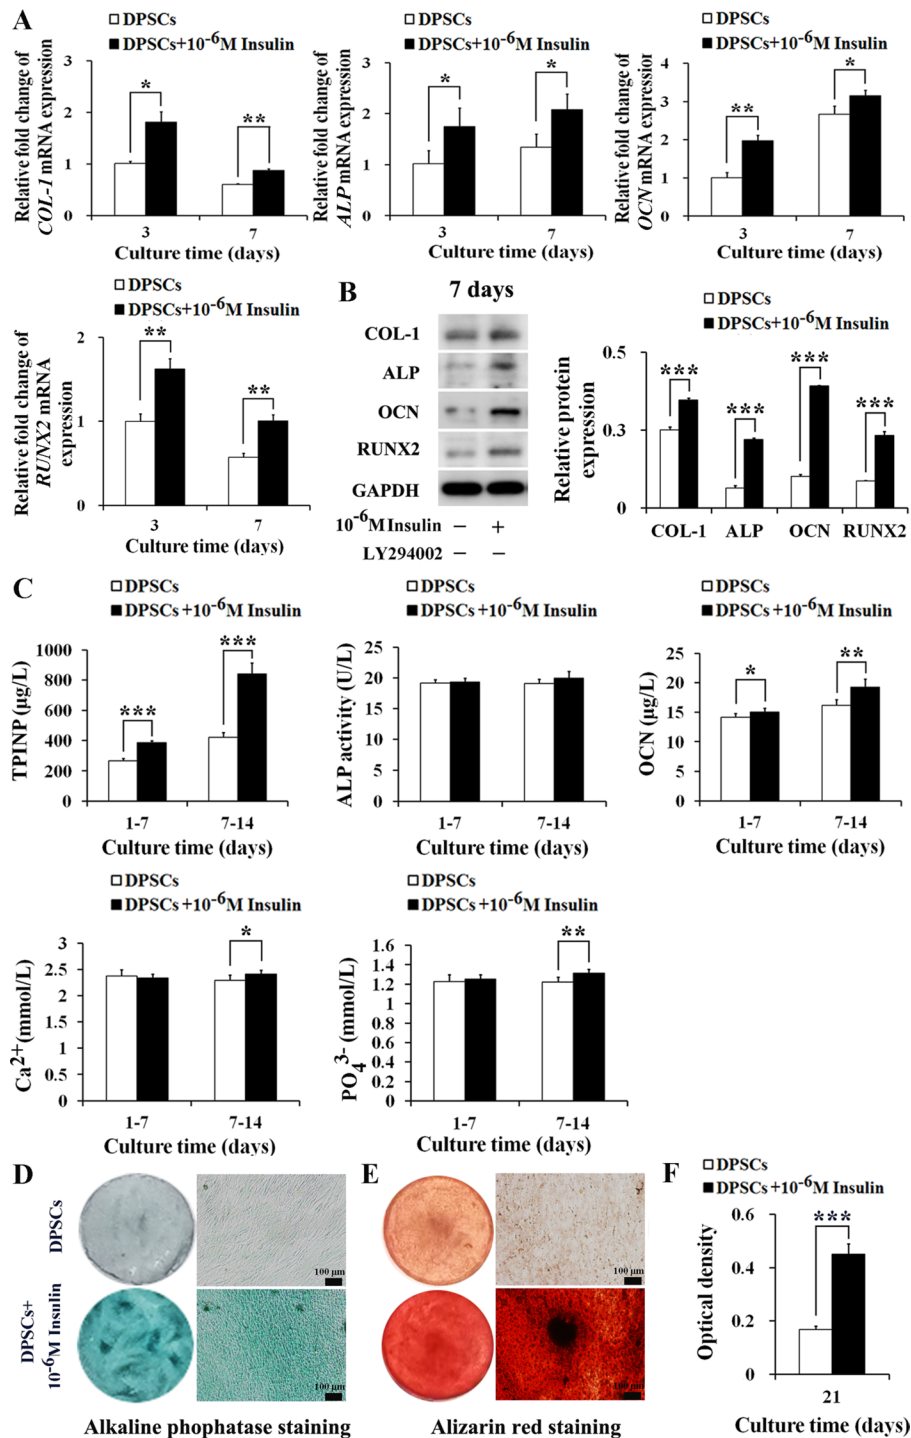 A
DPSCs
DPSCs+10⁻⁶M Insulin
Relative fold change of
COL-1 mRNA expression
3
2
1
0
*
**
3
7
Culture time (days)
DPSCs
DPSCs+10⁻⁶M Insulin
Relative fold change of
ALP mRNA expression
3
2
1
0
*
*
3
7
Culture time (days)
DPSCs
DPSCs+10⁻⁶M Insulin
Relative fold change of
OCN mRNA expressior
4
3
2
1
0
**
*
3
7
Culture time (days)
DPSCs
DPSCs+10⁻⁶M Insulin
Relative fold change of
RUNX2 mRNA
expression
2
1
0
**
**
3
7
Culture time (days)
B
7 days
COL-1
ALP
OCN
RUNX2
GAPDH
10⁻⁶M Insulin − +
LY294002 − −
DPSCs
DPSCs+10⁻⁶M Insulin
Relative protein
expression
0.5
0.3
0
***
***
***
***
COL-1 ALP OCN RUNX2
C
DPSCs
DPSCs +10⁻⁶M Insulin
TPINP (µg/L)
1000
800
600
400
200
0
***
***
1-7
7-14
Culture time (days)
DPSCs
DPSCs +10⁻⁶M Insulin
ALP activity (U/L)
25
20
15
10
5
0
1-7
7-14
Culture time (days)
DPSCs
DPSCs +10⁻⁶M Insulin
OCN (µg/L)
25
20
15
10
5
0
*
**
1-7
7-14
Culture time (days)
DPSCs
DPSCs +10⁻⁶M Insulin
Ca²⁺(mmol/L)
3
2.5
2
1.5
1
0.5
0
*
1-7
7-14
Culture time (days)
DPSCs
DPSCs +10⁻⁶M Insulin
PO₄³⁻ (mmol/L)
1.6
1.4
1.2
1
0.8
0.6
0.4
0.2
0
**
1-7
7-14
Culture time (days)
D
DPSCs
100 µm
DPSCs+
10⁻⁶M Insulin
100 µm
Alkaline phophatase staining
E
100 µm
100 µm
Alizarin red staining
F
DPSCs
DPSCs +10⁻⁶M Insulin
Optical density
0.6
0.4
0.2
0
***
21
Culture time (days)